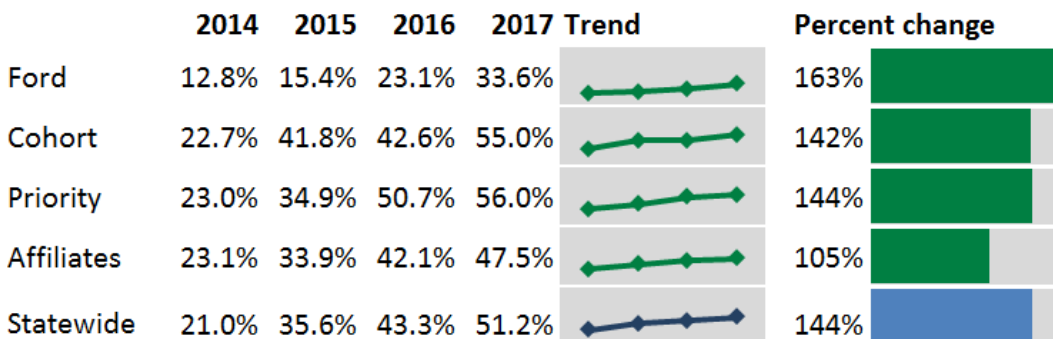 2014 2015 2016 2017 Trend Percent change
Ford 12.8% 15.4% 23.1% 33.6% 163%
Cohort 22.7% 41.8% 42.6% 55.0% 142%
Priority 23.0% 34.9% 50.7% 56.0% 144%
Affiliates 23.1% 33.9% 42.1% 47.5% 105%
Statewide 21.0% 35.6% 43.3% 51.2% 144%